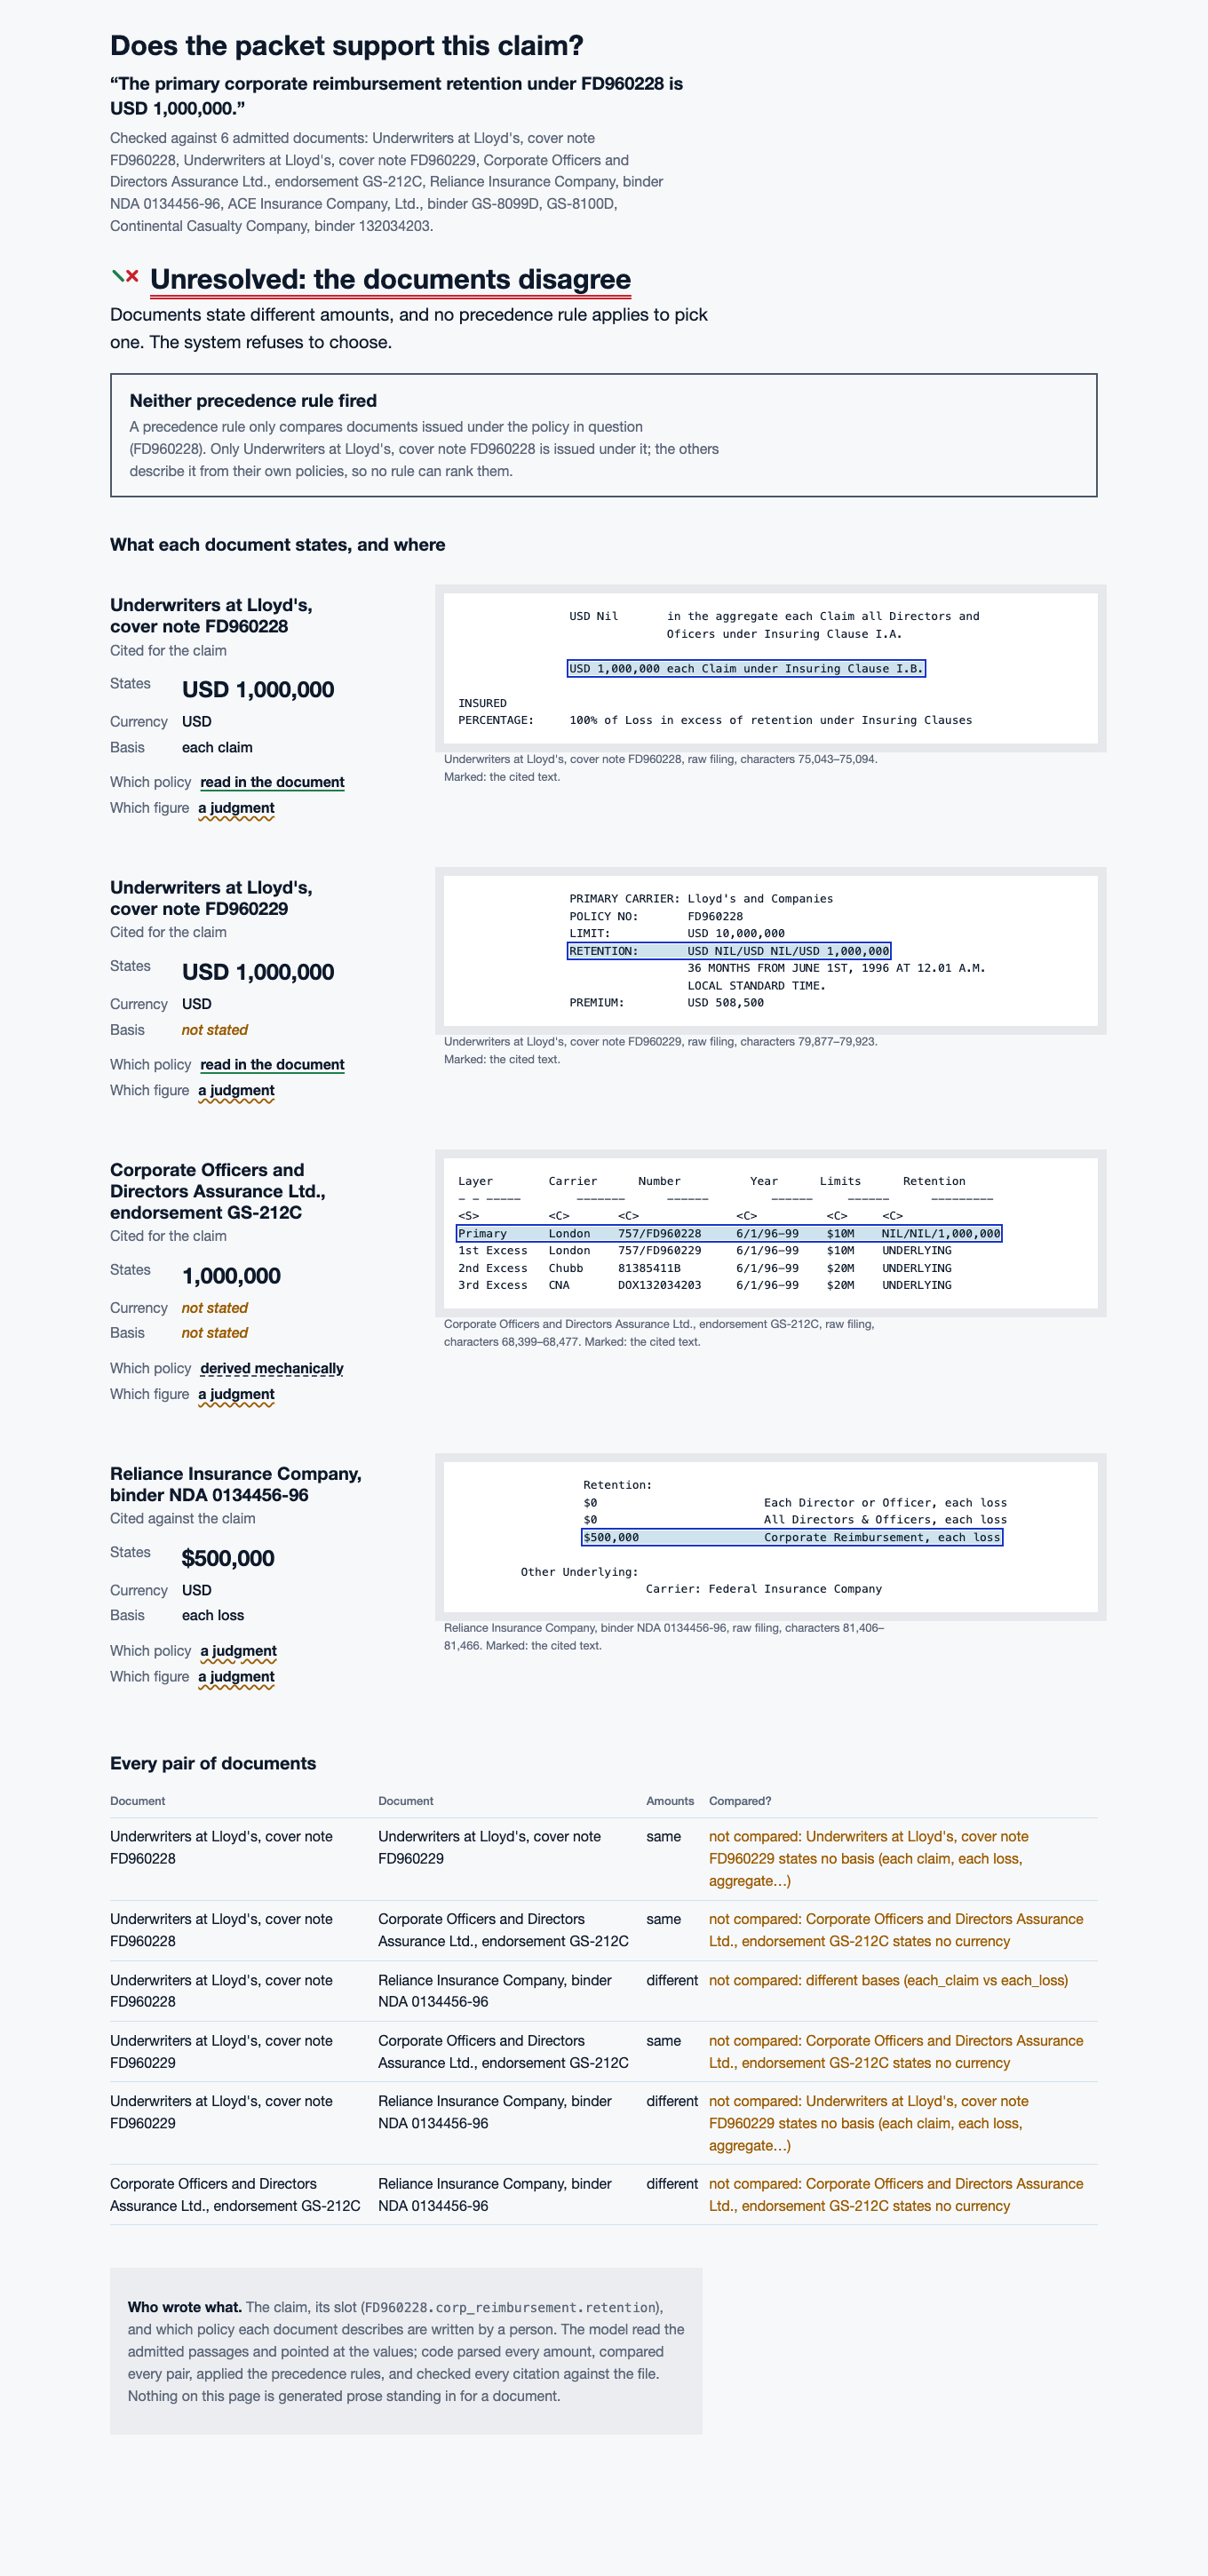 Does the packet support this claim?
“The primary corporate reimbursement retention under FD960228 is
USD 1,000,000.”
Checked against 6 admitted documents: Underwriters at Lloyd's, cover note
FD960228, Underwriters at Lloyd's, cover note FD960229, Corporate Officers and
Directors Assurance Ltd., endorsement GS-212C, Reliance Insurance Company, binder
NDA 0134456-96, ACE Insurance Company, Ltd., binder GS-8099D, GS-8100D,
Continental Casualty Company, binder 132034203.
Unresolved: the documents disagree
Documents state different amounts, and no precedence rule applies to pick
one. The system refuses to choose.
Neither precedence rule fired
A precedence rule only compares documents issued under the policy in question
(FD960228). Only Underwriters at Lloyd's, cover note FD960228 is issued under it; the others
describe it from their own policies, so no rule can rank them.
What each document states, and where
Underwriters at Lloyd's,
cover note FD960228
Cited for the claim
States USD 1,000,000
Currency USD
Basis each claim
Which policy read in the document
Which figure a judgment
USD Nil in the aggregate each Claim all Directors and
Oficers under Insuring Clause I.A.
USD 1,000,000 each Claim under Insuring Clause I.B.
INSURED
PERCENTAGE: 100% of Loss in excess of retention under Insuring Clauses
Underwriters at Lloyd's, cover note FD960228, raw filing, characters 75,043–75,094.
Marked: the cited text.
Underwriters at Lloyd's,
cover note FD960229
Cited for the claim
States USD 1,000,000
Currency USD
Basis not stated
Which policy read in the document
Which figure a judgment
PRIMARY CARRIER: Lloyd's and Companies
POLICY NO: FD960228
LIMIT: USD 10,000,000
RETENTION: USD NIL/USD NIL/USD 1,000,000
36 MONTHS FROM JUNE 1ST, 1996 AT 12.01 A.M.
LOCAL STANDARD TIME.
PREMIUM: USD 508,500
Underwriters at Lloyd's, cover note FD960229, raw filing, characters 79,877–79,923.
Marked: the cited text.
Corporate Officers and
Directors Assurance Ltd.,
endorsement GS-212C
Cited for the claim
States 1,000,000
Currency not stated
Basis not stated
Which policy derived mechanically
Which figure a judgment
Layer Carrier Number Year Limits Retention
– – ––––– ––––––– –––––– –––––– –––––– –––––––––
<S> <C> <C> <C> <C> <C>
Primary London 757/FD960228 6/1/96–99 $10M NIL/NIL/1,000,000
1st Excess London 757/FD960229 6/1/96–99 $10M UNDERLYING
2nd Excess Chubb 81385411B 6/1/96–99 $20M UNDERLYING
3rd Excess CNA DOX132034203 6/1/96–99 $20M UNDERLYING
Corporate Officers and Directors Assurance Ltd., endorsement GS-212C, raw filing,
characters 68,399–68,477. Marked: the cited text.
Reliance Insurance Company,
binder NDA 0134456-96
Cited against the claim
States $500,000
Currency USD
Basis each loss
Which policy a judgment
Which figure a judgment
Retention:
$0 Each Director or Officer, each loss
$0 All Directors & Officers, each loss
$500,000 Corporate Reimbursement, each loss
Other Underlying:
Carrier: Federal Insurance Company
Reliance Insurance Company, binder NDA 0134456-96, raw filing, characters 81,406–
81,466. Marked: the cited text.
Every pair of documents
Document Document Amounts Compared?
Underwriters at Lloyd's, cover note Underwriters at Lloyd's, cover note same not compared: Underwriters at Lloyd's, cover note
FD960228 FD960229 FD960229 states no basis (each claim, each loss,
aggregate…)
Underwriters at Lloyd's, cover note Corporate Officers and Directors same not compared: Corporate Officers and Directors Assurance
FD960228 Assurance Ltd., endorsement GS-212C Ltd., endorsement GS-212C states no currency
Underwriters at Lloyd's, cover note Reliance Insurance Company, binder different not compared: different bases (each_claim vs each_loss)
FD960228 NDA 0134456-96
Underwriters at Lloyd's, cover note Corporate Officers and Directors same not compared: Corporate Officers and Directors Assurance
FD960229 Assurance Ltd., endorsement GS-212C Ltd., endorsement GS-212C states no currency
Underwriters at Lloyd's, cover note Reliance Insurance Company, binder different not compared: Underwriters at Lloyd's, cover note
FD960229 NDA 0134456-96 FD960229 states no basis (each claim, each loss,
aggregate…)
Corporate Officers and Directors Reliance Insurance Company, binder different not compared: Corporate Officers and Directors Assurance
Assurance Ltd., endorsement GS-212C NDA 0134456-96 Ltd., endorsement GS-212C states no currency
Who wrote what. The claim, its slot (FD960228.corp_reimbursement.retention),
and which policy each document describes are written by a person. The model read the
admitted passages and pointed at the values; code parsed every amount, compared
every pair, applied the precedence rules, and checked every citation against the file.
Nothing on this page is generated prose standing in for a document.